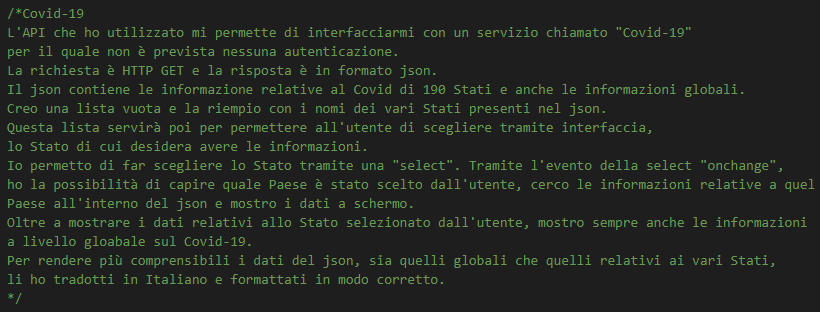 /*Covid-19
L'API che ho utilizzato mi permette di interfacciarmi con un servizio chiamato "Covid-19"
per il quale non è prevista nessuna autenticazione.
La richiesta è HTTP GET e la risposta è in formato json.
Il json contiene le informazione relative al Covid di 190 Stati e anche le informazioni globali.
Creo una lista vuota e la riempio con i nomi dei vari Stati presenti nel json.
Questa lista servirà poi per permettere all'utente di scegliere tramite interfaccia,
lo Stato di cui desidera avere le informazioni.
Io permetto di far scegliere lo Stato tramite una "select". Tramite l'evento della select "onchange",
ho la possibilità di capire quale Paese è stato scelto dall'utente, cerco le informazioni relative a quel
Paese all'interno del json e mostro i dati a schermo.
Oltre a mostrare i dati relativi allo Stato selezionato dall'utente, mostro sempre anche le informazioni
a livello gloabale sul Covid-19.
Per rendere più comprensibili i dati del json, sia quelli globali che quelli relativi ai vari Stati,
li ho tradotti in Italiano e formattati in modo corretto.
*/